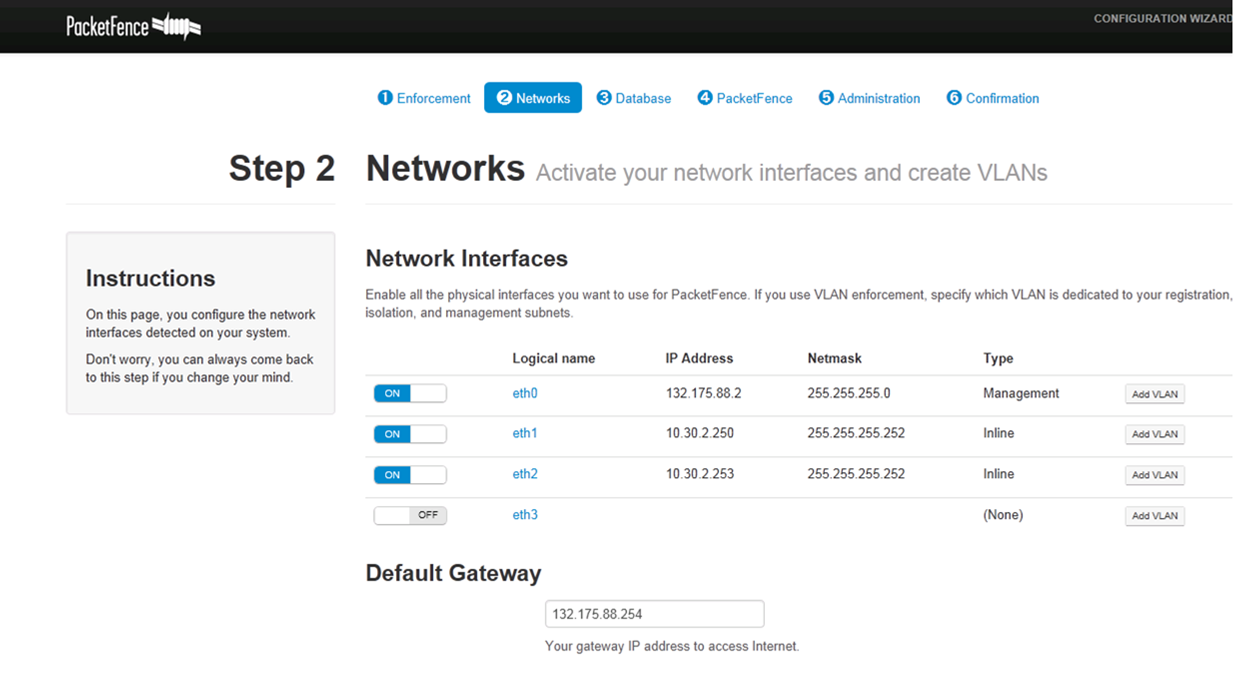 PacketFence
CONFIGURATION WIZARD
1 Enforcement
2 Networks
3 Database
4 PacketFence
5 Administration
6 Confirmation
Step 2
Networks Activate your network interfaces and create VLANs
Instructions
On this page, you configure the network
interfaces detected on your system.
Don't worry, you can always come back
to this step if you change your mind.
Network Interfaces
Enable all the physical interfaces you want to use for PacketFence. If you use VLAN enforcement, specify which VLAN is dedicated to your registration,
isolation, and management subnets.
Logical name IP Address Netmask Type
ON eth0 132.175.88.2 255.255.255.0 Management Add VLAN
ON eth1 10.30.2.250 255.255.255.252 Inline Add VLAN
ON eth2 10.30.2.253 255.255.255.252 Inline Add VLAN
OFF eth3 (None) Add VLAN
Default Gateway
132.175.88.254
Your gateway IP address to access Internet.